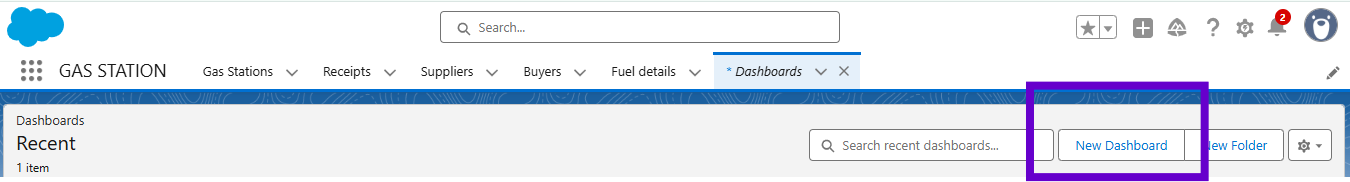 Search...
2
GAS STATION Gas Stations Receipts Suppliers Buyers Fuel details * Dashboards
Dashboards
Recent
1 item
Search recent dashboards... New Dashboard New Folder